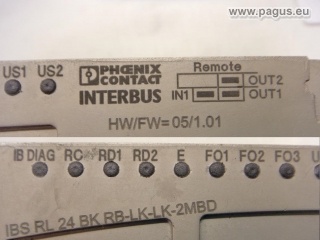 www.pagus.eu
US1 US2 PHŒNIX CONTACT Remote
OUT2
INTERBUS IN1 OUT1
HW/FW=05/1.01
IB DIAG RC RD1 RD2 E FO1 FO2 FO3 U
IBS RL 24 BK RB-LK-LK-2MBD